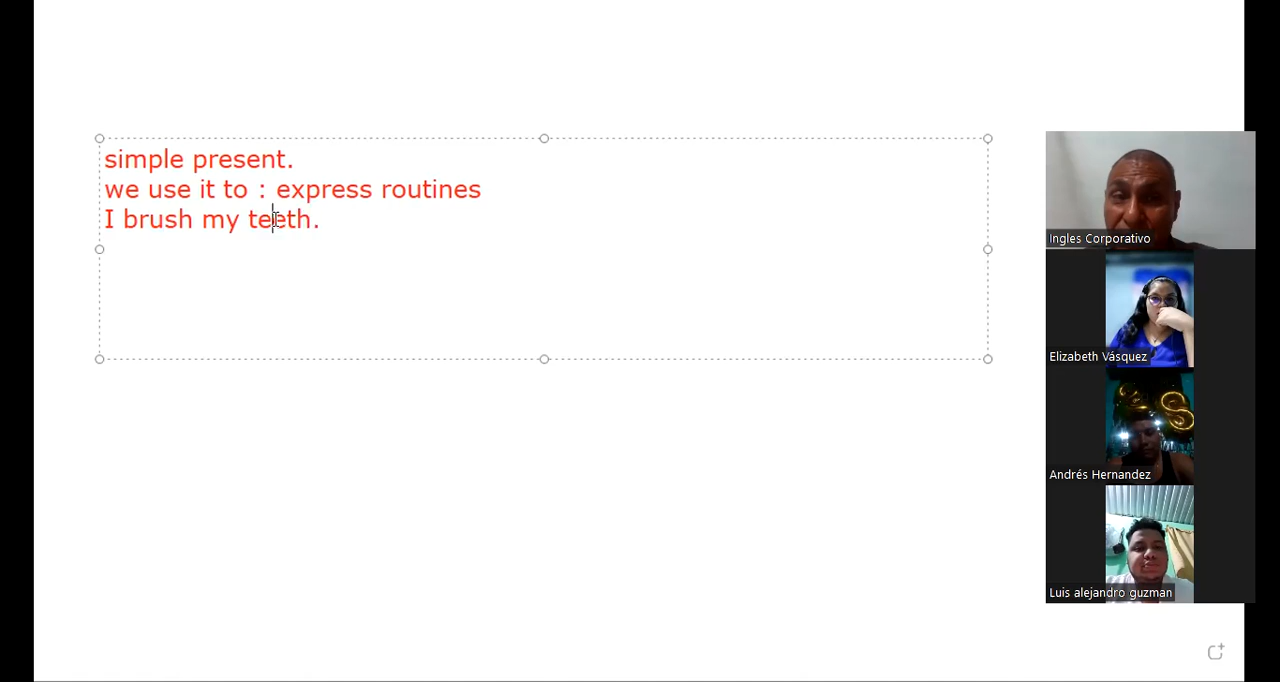 simple present.
we use it to : express routines
I brush my teeth.
Ingles Corporativo
Elizabeth Vásquez
Andrés Hernandez
Luis alejandro guzman